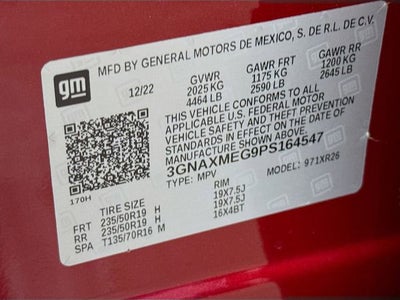 gm
MFD BY GENERAL MOTORS DE MEXICO, S. DE R.L. DE C.V.
12/22 GVWR GAWR FRT GAWR RR
2025 KG 1175 KG 1200 KG
4464 LB 2590 LB 2645 LB
THIS VEHICLE CONFORMS TO ALL
APPLICABLE U.S. FEDERAL MOTOR
VEHICLE SAFETY AND THEFT PREVENTION
STANDARDS IN EFFECT ON THE DATE OF
MANUFACTURE SHOWN ABOVE.
3GNAXMEG9PS164547
170H TYPE: MPV MODEL: 971XR26
TIRE SIZE RIM
FRT 235/50R19 H 19X7.5J
RR 235/50R19 H 19X7.5J
SPA T135/70R16 M 16X4BT